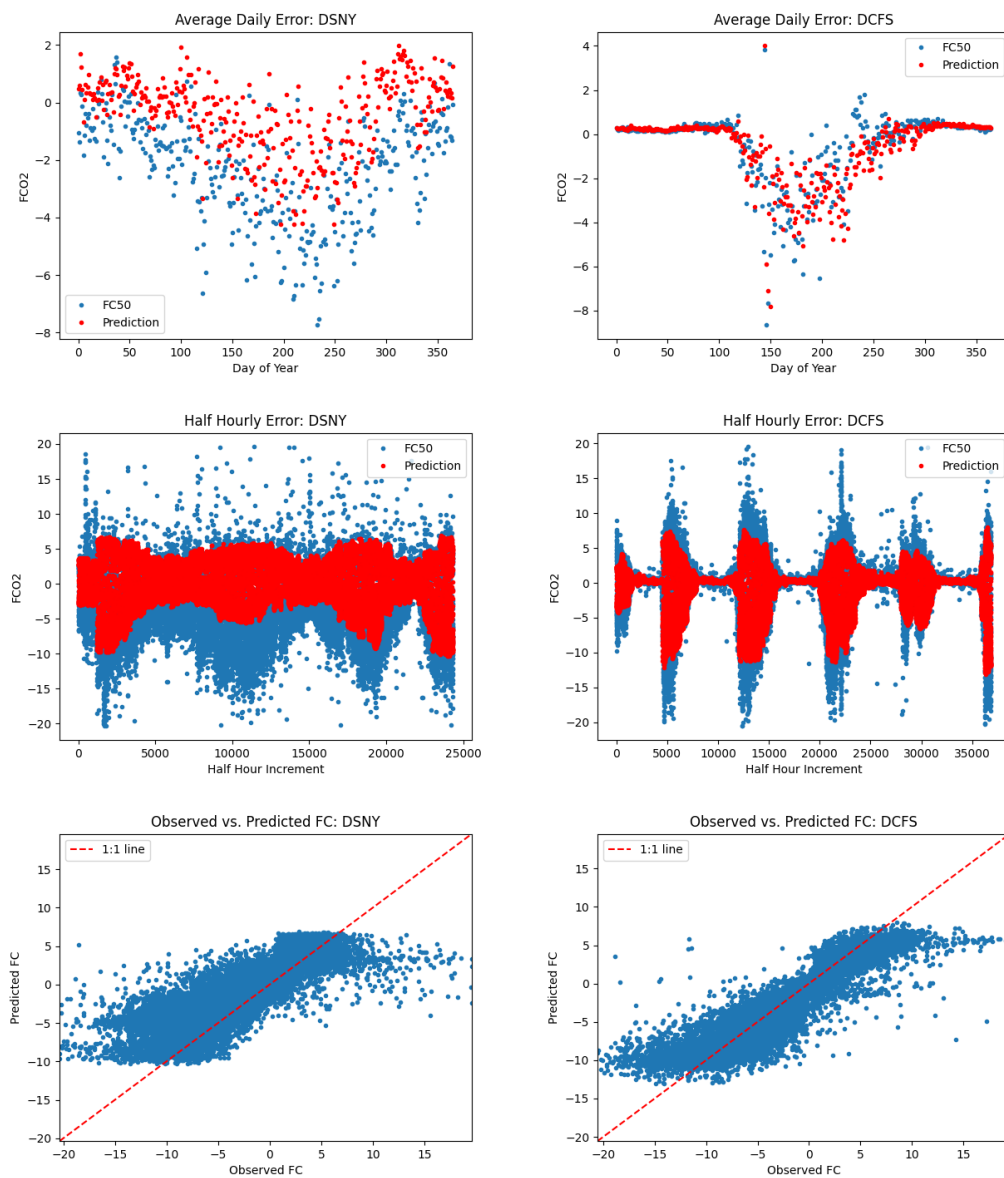 Average Daily Error: DSNY
2
0
−2
−4
−6
−8
FCO2
FC50
Prediction
0 50 100 150 200 250 300 350
Day of Year
Average Daily Error: DCFS
4
2
0
−2
−4
−6
−8
FCO2
FC50
Prediction
0 50 100 150 200 250 300 350
Day of Year
Half Hourly Error: DSNY
20
15
10
5
0
−5
−10
−15
−20
FCO2
FC50
Prediction
0 5000 10000 15000 20000 25000
Half Hour Increment
Half Hourly Error: DCFS
20
15
10
5
0
−5
−10
−15
−20
FCO2
FC50
Prediction
0 5000 10000 15000 20000 25000 30000 35000
Half Hour Increment
Observed vs. Predicted FC: DSNY
1:1 line
15
10
5
0
−5
−10
−15
−20
Predicted FC
−20 −15 −10 −5 0 5 10 15
Observed FC
Observed vs. Predicted FC: DCFS
1:1 line
15
10
5
0
−5
−10
−15
−20
Predicted FC
−20 −15 −10 −5 0 5 10 15
Observed FC